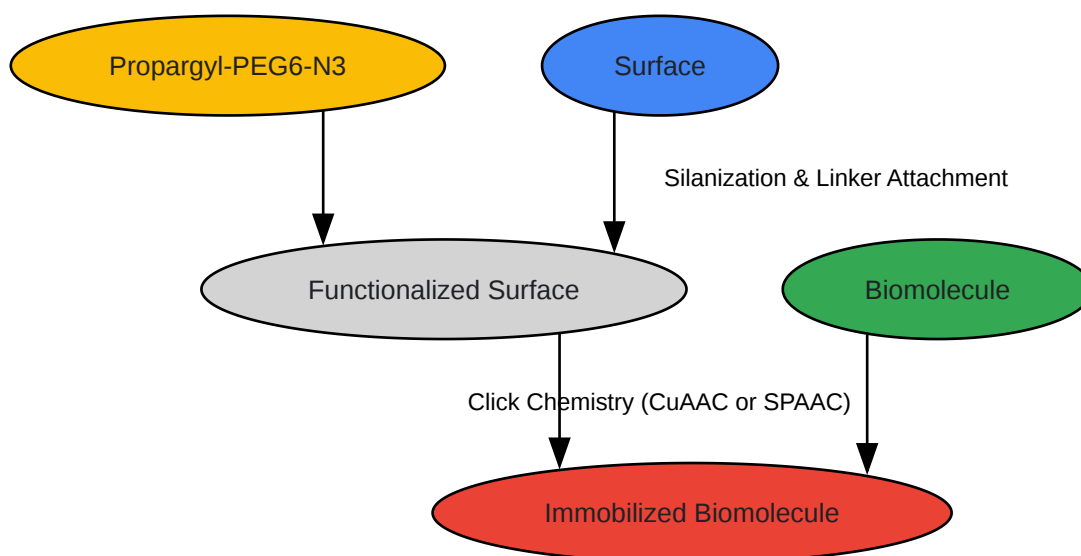 Propargyl-PEG6-N3
Surface
Silanization & Linker Attachment
Functionalized Surface
Biomolecule
Click Chemistry (CuAAC or SPAAC)
Immobilized Biomolecule